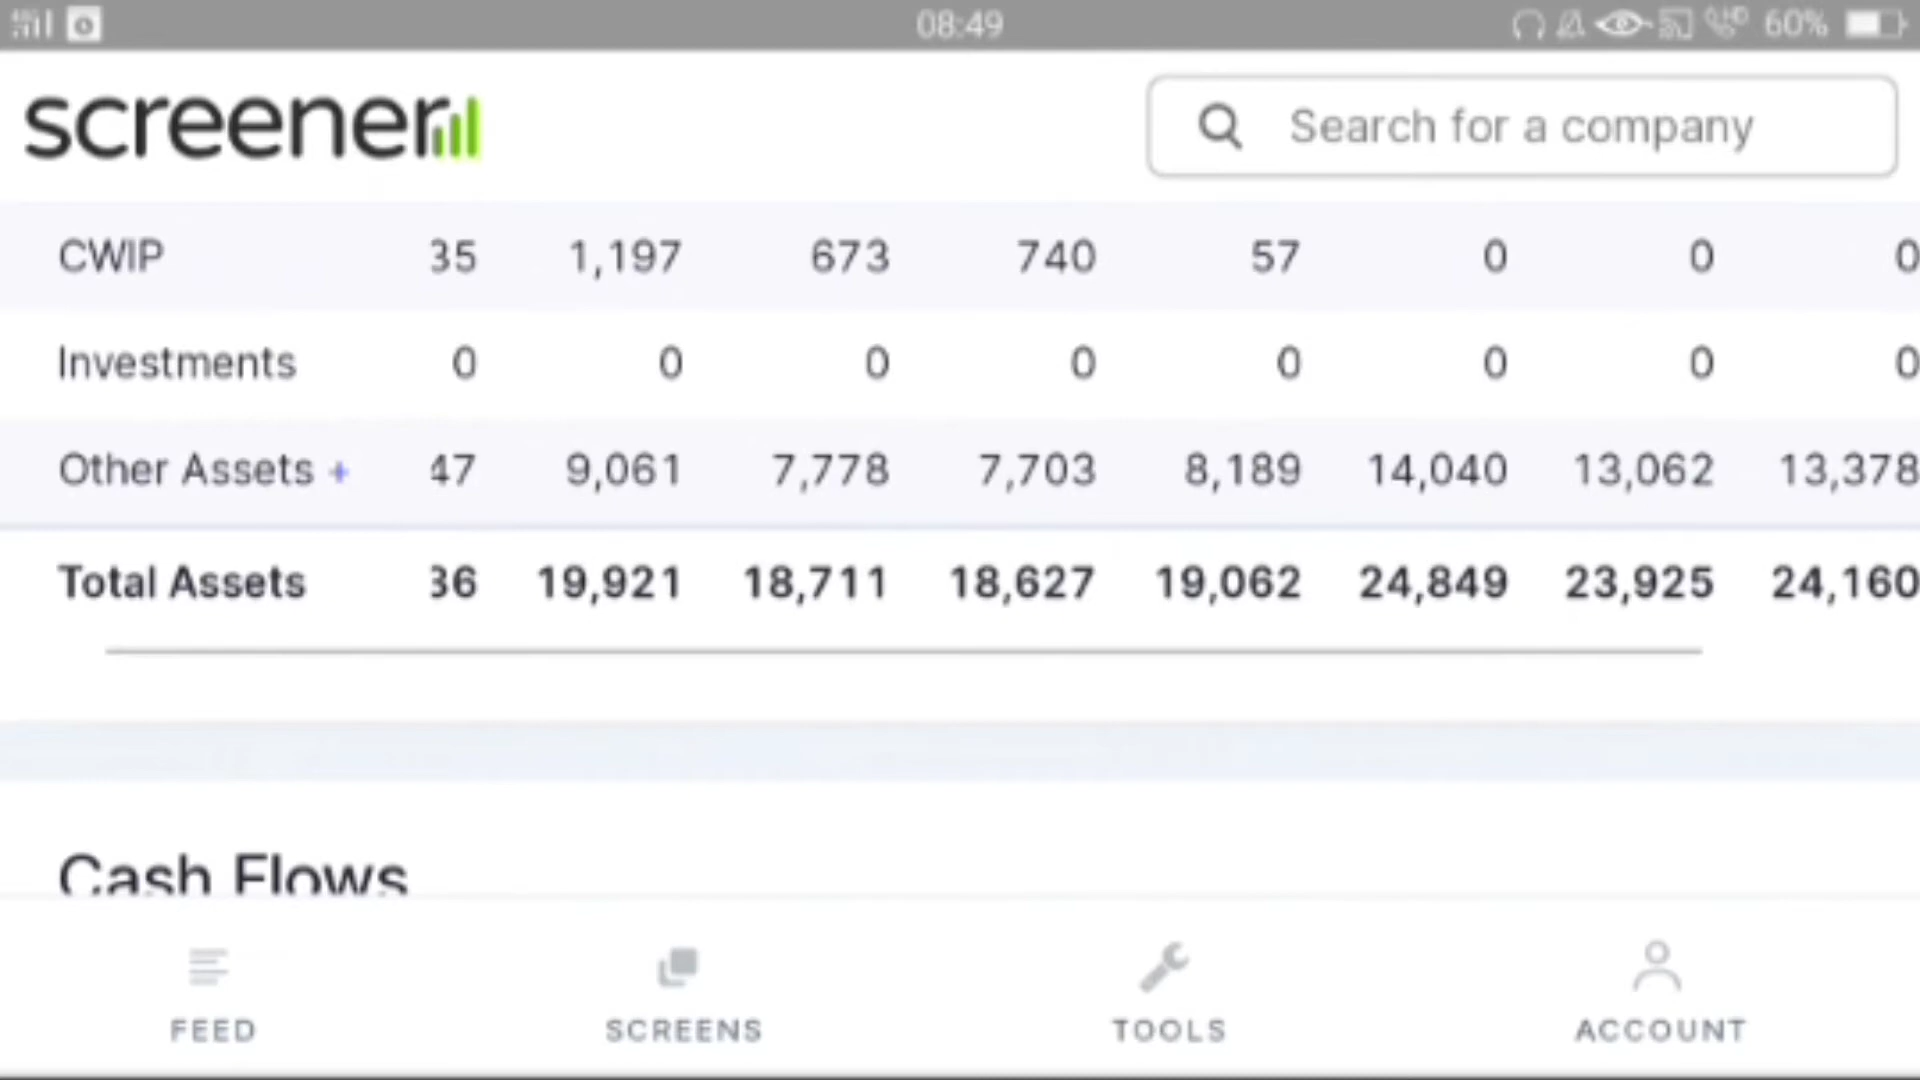 08:49 60%
screener Search for a company
CWIP 35 1,197 673 740 57 0 0 0
Investments 0 0 0 0 0 0 0 0
Other Assets + 47 9,061 7,778 7,703 8,189 14,040 13,062 13,378
Total Assets 36 19,921 18,711 18,627 19,062 24,849 23,925 24,160
Cash Flows
FEED SCREENS TOOLS ACCOUNT